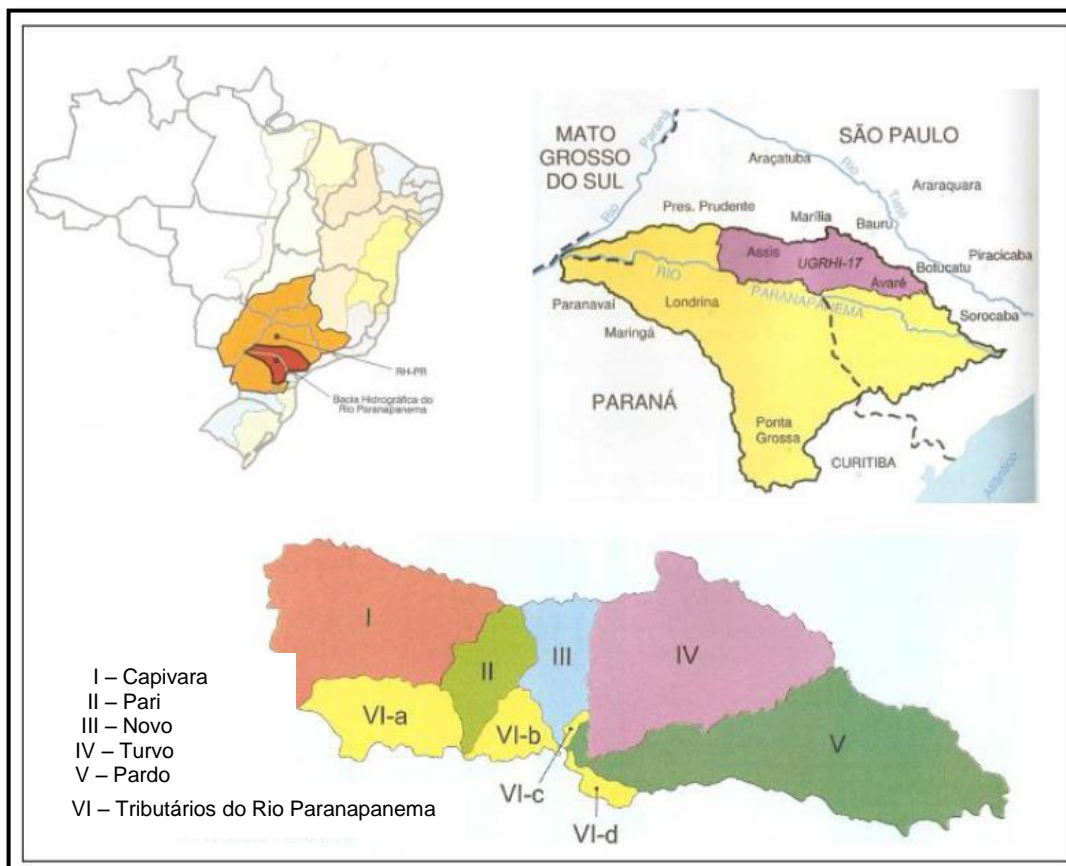 RH-PR
Bacia Hidrográfica do
Rio Paranapanema
MATO
GROSSO
DO SUL
SÃO PAULO
Rio
Paraná
Araçatuba
Rio
Tietê
Araraquara
Pres. Prudente
Marília
Bauru
Assis
UGRHI-17
Avaré
Botucatu
Piracicaba
RIO
PARANAPANEMA
Sorocaba
Paranavaí
Londrina
Maringá
PARANÁ
Ponta
Grossa
CURITIBA
Atlântico
I
II
III
IV
V
VI-a
VI-b
VI-c
VI-d
I – Capivara
II – Pari
III – Novo
IV – Turvo
V – Pardo
VI – Tributários do Rio Paranapanema